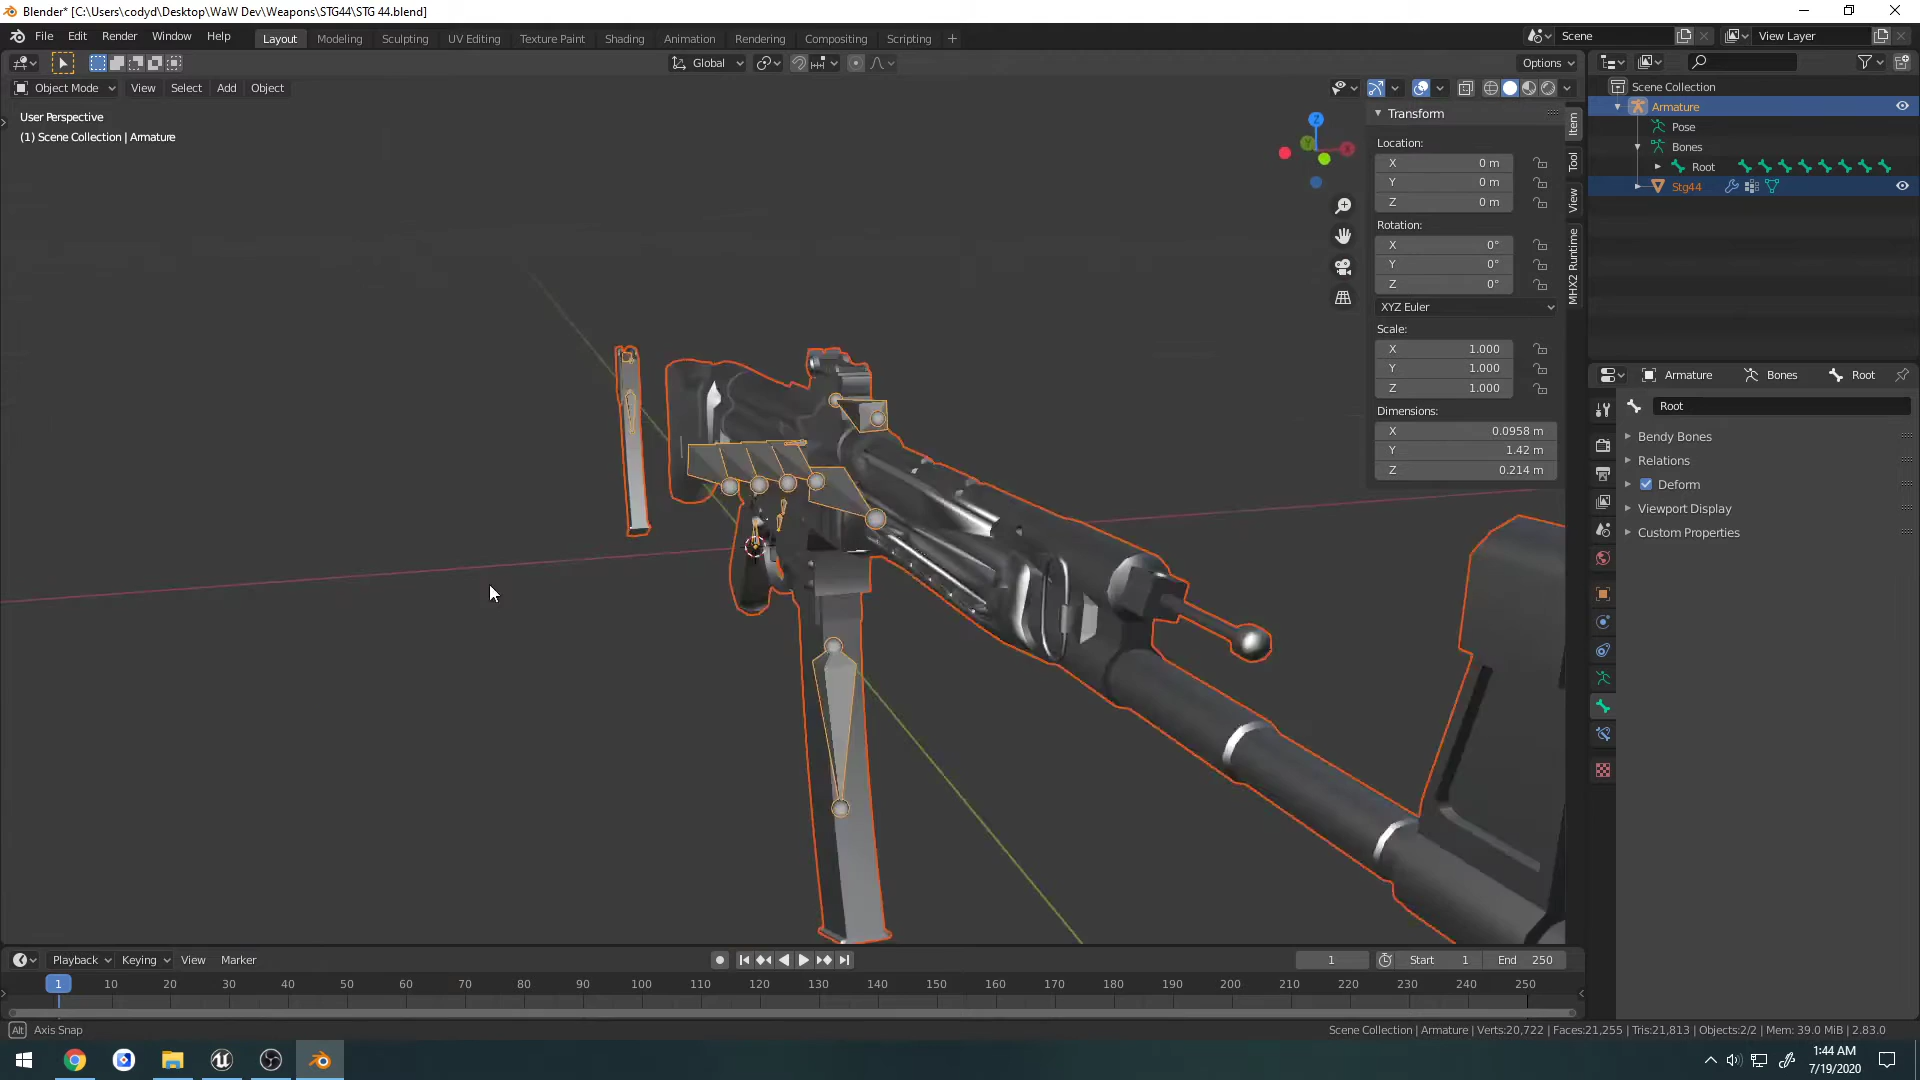 Blender* [C:\Users\codyd\Desktop\WaW Dev\Weapons\STG44\STG 44.blend]
File Edit Render Window Help Layout Modeling Sculpting UV Editing Texture Paint Shading Animation Rendering Compositing Scripting + Scene View Layer
Global Options
Object Mode View Select Add Object
User Perspective
(1) Scene Collection | Armature
Z
Y
X
Transform
Location:
X 0 m
Y 0 m
Z 0 m
Rotation:
X 0°
Y 0°
Z 0°
XYZ Euler
Scale:
X 1.000
Y 1.000
Z 1.000
Dimensions:
X 0.0958 m
Y 1.42 m
Z 0.214 m
Item
Tool
View
MHX2 Runtime
Scene Collection
Armature
Pose
Bones
Root
Stg44
Armature Bones Root
Root
Bendy Bones
Relations
Deform
Viewport Display
Custom Properties
Playback Keying View Marker 1 Start 1 End 250
1 10 20 30 40 50 60 70 80 90 100 110 120 130 140 150 160 170 180 190 200 210 220 230 240 250
Alt Axis Snap Scene Collection | Armature | Verts:20,722 | Faces:21,255 | Tris:21,813 | Objects:2/2 | Mem: 39.0 MiB | 2.83.0
1:44 AM
7/19/2020